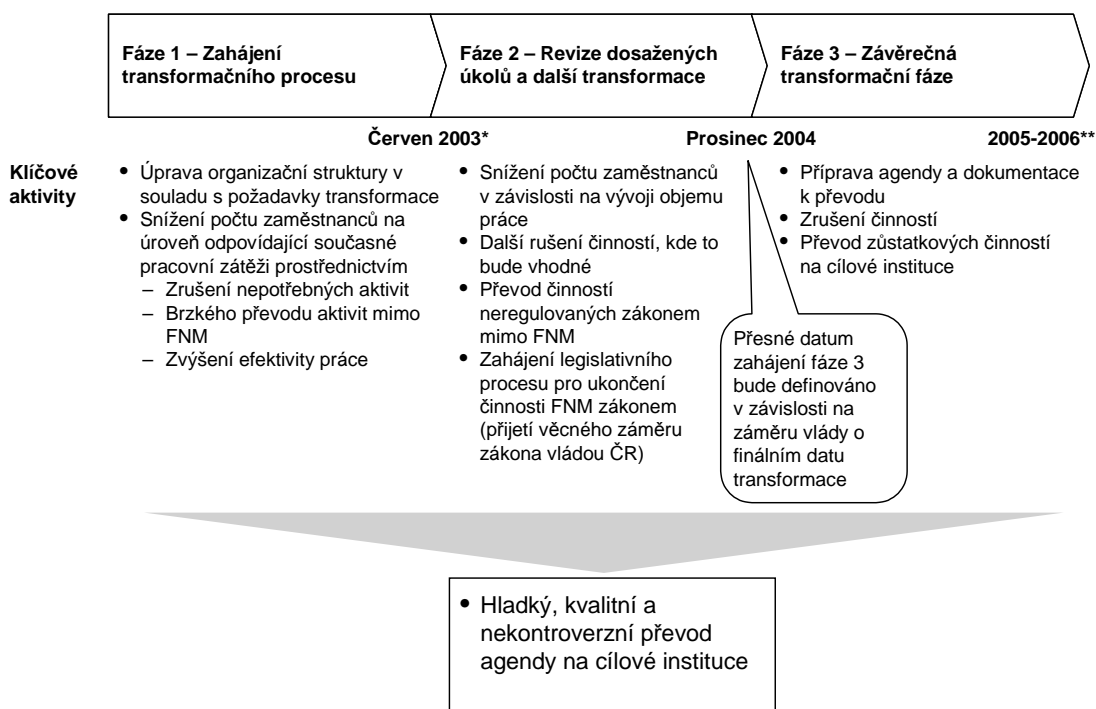 Fáze 1 – Zahájení
transformačního procesu
Fáze 2 – Revize dosažených
úkolů a další transformace
Fáze 3 – Závěrečná
transformační fáze
Červen 2003*
Prosinec 2004
2005-2006**
Klíčové
aktivity
• Úprava organizační struktury v
souladu s požadavky transformace
• Snížení počtu zaměstnanců na
úroveň odpovídající současné
pracovní zátěži prostřednictvím
– Zrušení nepotřebných aktivit
– Brzkého převodu aktivit mimo
FNM
– Zvýšení efektivity práce
• Snížení počtu zaměstnanců
v závislosti na vývoji objemu
práce
• Další rušení činností, kde to
bude vhodné
• Převod činností
neregulovaných zákonem
mimo FNM
• Zahájení legislativního
procesu pro ukončení
činnosti FNM zákonem
(přijetí věcného záměru
zákona vládou ČR)
• Příprava agendy a dokumentace
k převodu
• Zrušení činností
• Převod zůstatkových činností
na cílové instituce
Přesné datum
zahájení fáze 3
bude definováno
v závislosti na
záměru vlády o
finálním datu
transformace
• Hladký, kvalitní a
nekontroverzní převod
agendy na cílové instituce